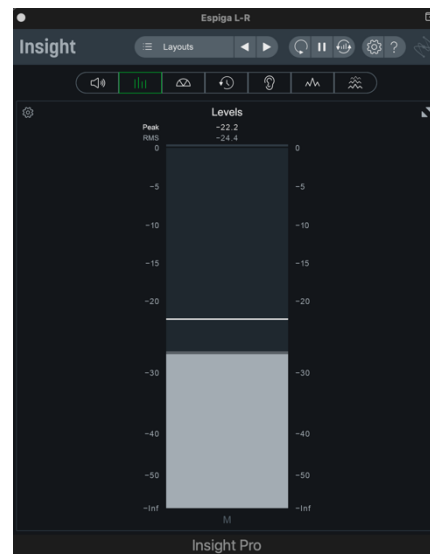 Espiga L-R
Insight
Layouts
?
Levels
Peak -22.2
RMS -24.4
0 0
-5 -5
-10 -10
-15 -15
-20 -20
-30 -30
-40 -40
-50 -50
-Inf -Inf
M
Insight Pro